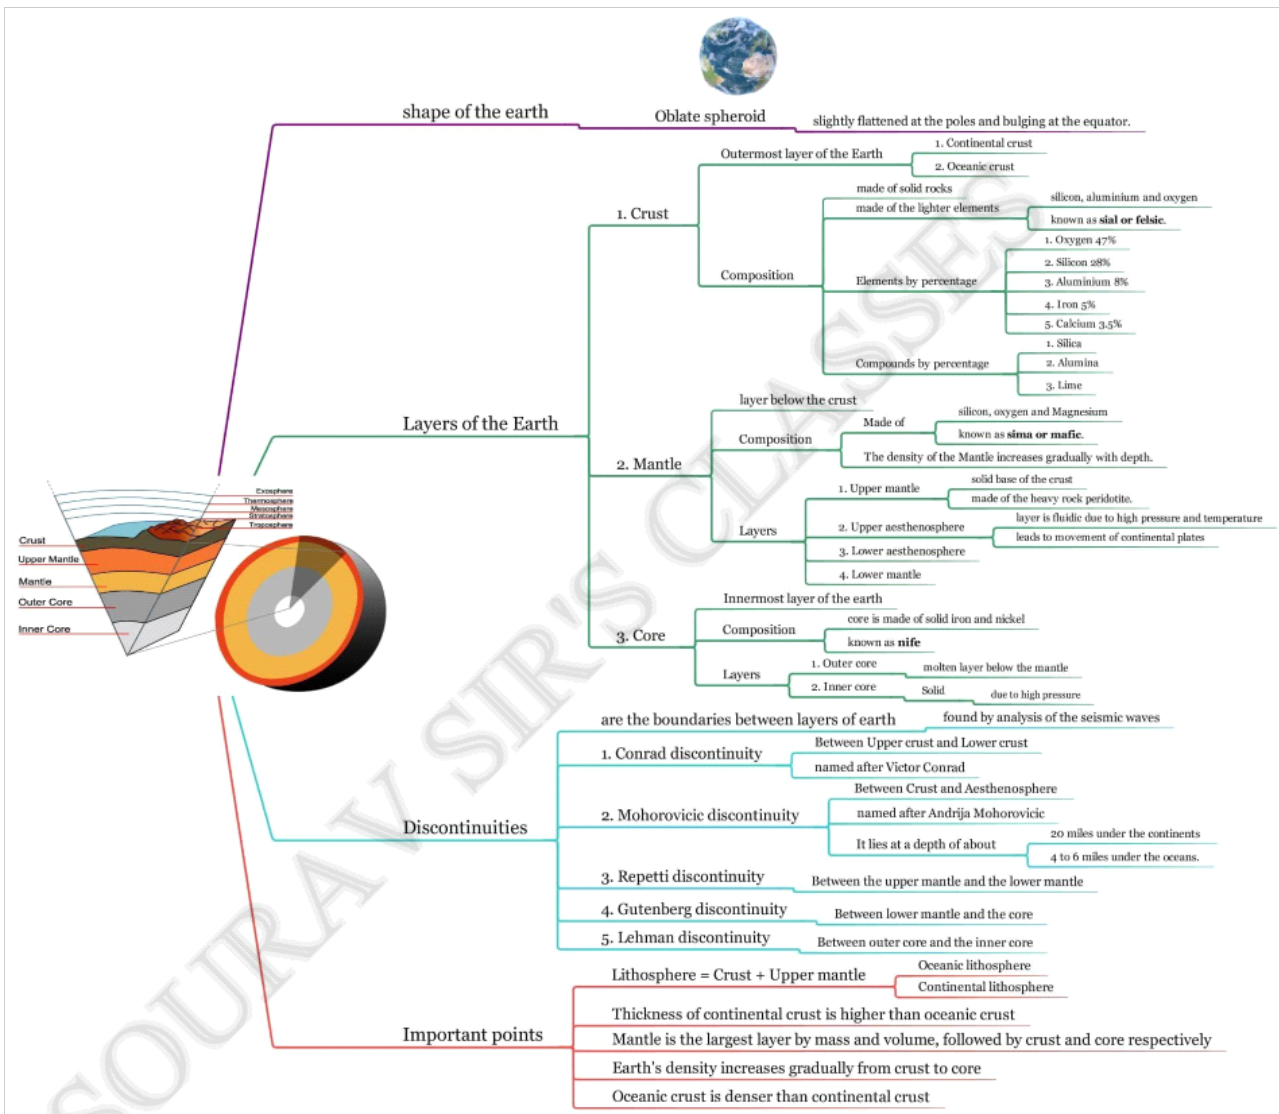 shape of the earth
Oblate spheroid
slightly flattened at the poles and bulging at the equator.
Layers of the Earth
1. Crust
Outermost layer of the Earth
1. Continental crust
2. Oceanic crust
Composition
made of solid rocks
made of the lighter elements
silicon, aluminium and oxygen
known as sial or felsic.
Elements by percentage
1. Oxygen 47%
2. Silicon 28%
3. Aluminium 8%
4. Iron 5%
5. Calcium 3.5%
Compounds by percentage
1. Silica
2. Alumina
3. Lime
2. Mantle
layer below the crust
Composition
Made of
silicon, oxygen and Magnesium
known as sima or mafic.
The density of the Mantle increases gradually with depth.
Layers
1. Upper mantle
solid base of the crust
made of the heavy rock peridotite.
2. Upper aesthenosphere
layer is fluidic due to high pressure and temperature
leads to movement of continental plates
3. Lower aesthenosphere
4. Lower mantle
3. Core
Innermost layer of the earth
Composition
core is made of solid iron and nickel
known as nife
Layers
1. Outer core
molten layer below the mantle
2. Inner core
Solid
due to high pressure
Exosphere
Thermosphere
Mesosphere
Stratosphere
Troposphere
Crust
Upper Mantle
Mantle
Outer Core
Inner Core
Discontinuities
are the boundaries between layers of earth
found by analysis of the seismic waves
1. Conrad discontinuity
Between Upper crust and Lower crust
named after Victor Conrad
2. Mohorovicic discontinuity
Between Crust and Aesthenosphere
named after Andrija Mohorovicic
It lies at a depth of about
20 miles under the continents
4 to 6 miles under the oceans.
3. Repetti discontinuity
Between the upper mantle and the lower mantle
4. Gutenberg discontinuity
Between lower mantle and the core
5. Lehman discontinuity
Between outer core and the inner core
Important points
Lithosphere = Crust + Upper mantle
Oceanic lithosphere
Continental lithosphere
Thickness of continental crust is higher than oceanic crust
Mantle is the largest layer by mass and volume, followed by crust and core respectively
Earth's density increases gradually from crust to core
Oceanic crust is denser than continental crust
SOURAV SIR'S CLASSES